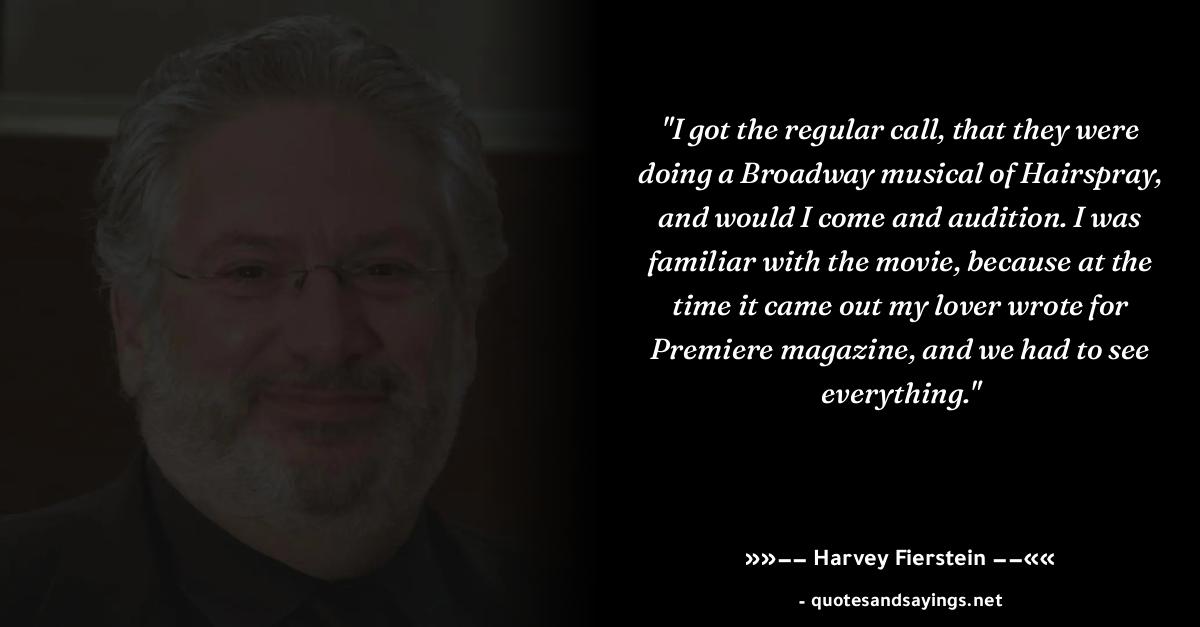 "I got the regular call, that they were
doing a Broadway musical of Hairspray,
and would I come and audition. I was
familiar with the movie, because at the
time it came out my lover wrote for
Premiere magazine, and we had to see
everything."
»»–– Harvey Fierstein ––««
- quotesandsayings.net